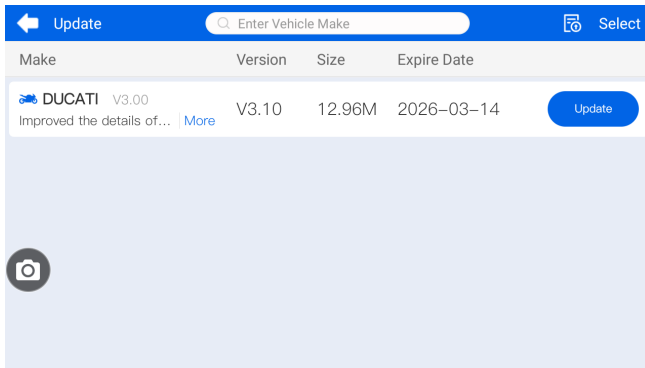 Update
Enter Vehicle Make
Select
Make Version Size Expire Date
DUCATI V3.00
Improved the details of... More
V3.10 12.96M 2026-03-14
Update